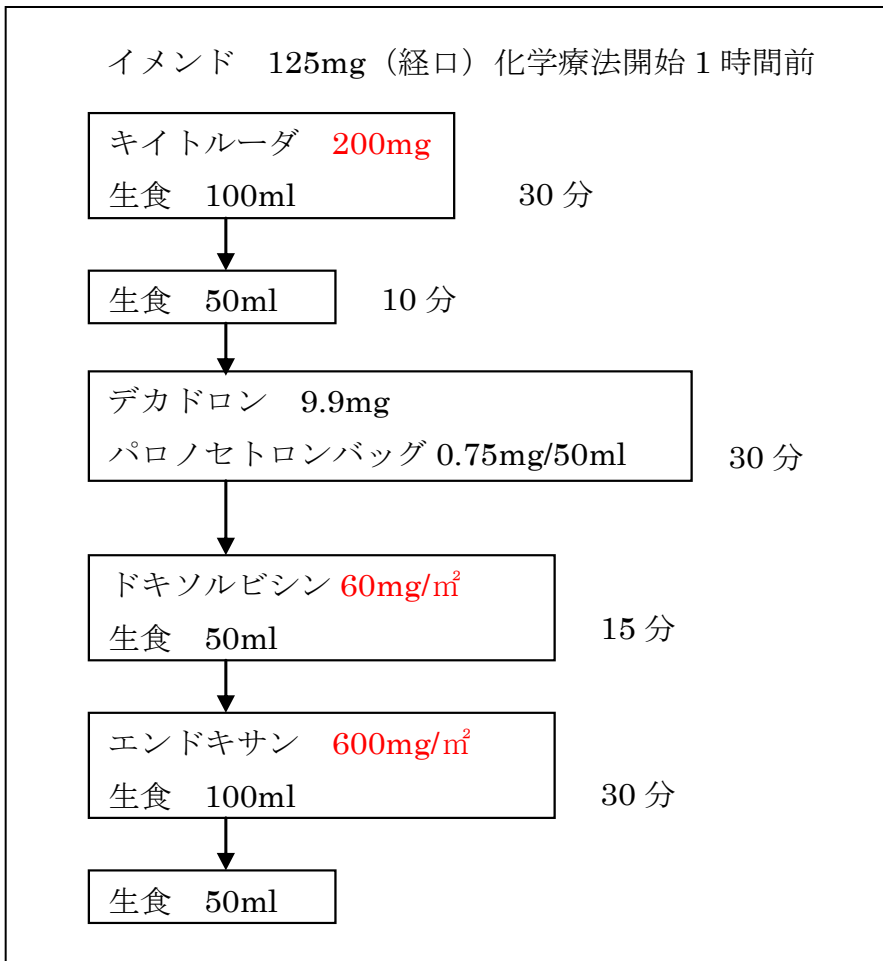 イメンド　125mg（経口）化学療法開始 1 時間前
キイトルーダ　200mg
生食　100ml　30 分
生食　50ml　10 分
デカドロン　9.9mg
パロノセトロンバッグ 0.75mg/50ml　30 分
ドキソルビシン 60mg/㎡
生食　50ml　15 分
エンドキサン　600mg/㎡
生食　100ml　30 分
生食　50ml